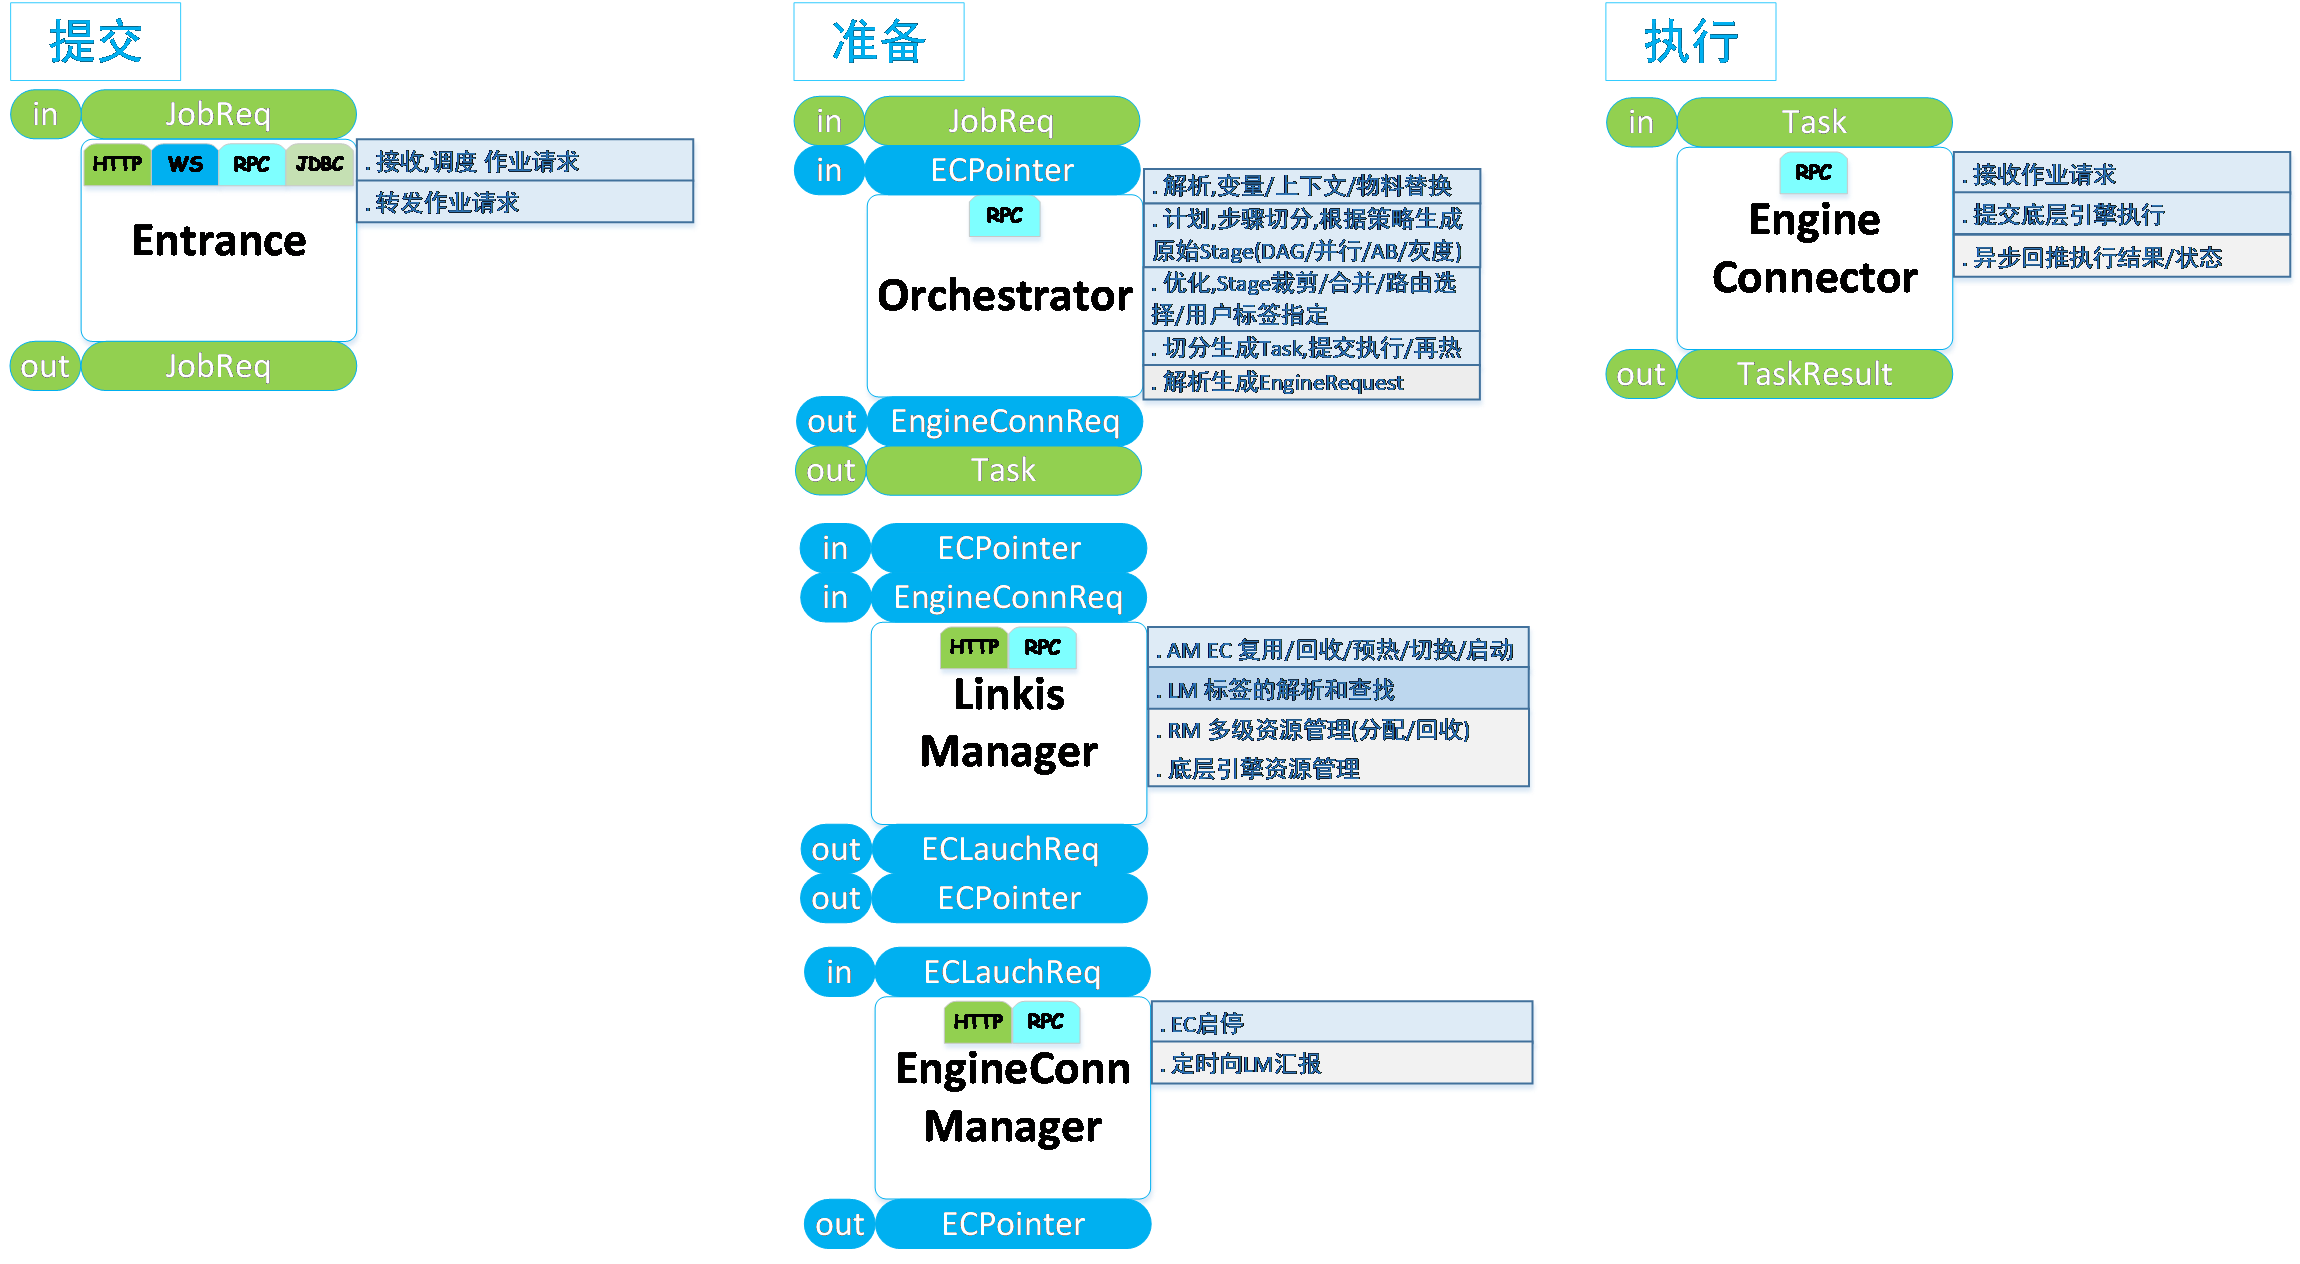 提交
in JobReq
HTTP WS RPC JDBC
Entrance
. 接收,调度 作业请求
. 转发作业请求
out JobReq
准备
in JobReq
in ECPointer
RPC
Orchestrator
. 解析,变量/上下文/物料替换
. 计划,步骤切分,根据策略生成
原始Stage(DAG/并行/AB/灰度)
. 优化,Stage裁剪/合并/路由选
择/用户标签指定
. 切分生成Task,提交执行/再热
. 解析生成EngineRequest
out EngineConnReq
out Task
in ECPointer
in EngineConnReq
HTTP RPC
Linkis
Manager
. AM EC 复用/回收/预热/切换/启动
. LM 标签的解析和查找
. RM 多级资源管理(分配/回收)
. 底层引擎资源管理
out ECLauchReq
out ECPointer
in ECLauchReq
HTTP RPC
EngineConn
Manager
. EC启停
. 定时向LM汇报
out ECPointer
执行
in Task
RPC
Engine
Connector
. 接收作业请求
. 提交底层引擎执行
. 异步回推执行结果/状态
out TaskResult